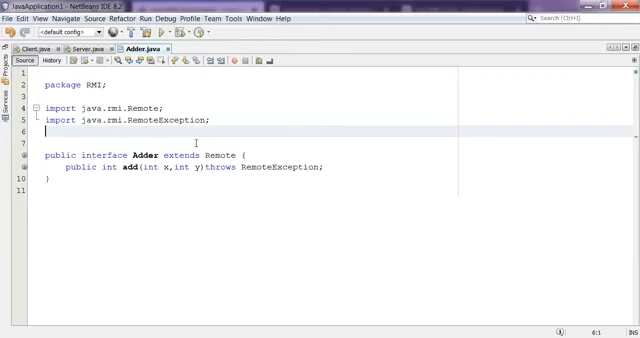 JavaApplication1 - NetBeans IDE 8.2
File Edit View Navigate Source Refactor Run Debug Profile Team Tools Window Help
Search (Ctrl+I)
<default config>
Client.java Server.java Adder.java
Source History
Projects
Services
1
2 package RMI;
3
4 import java.rmi.Remote;
5 import java.rmi.RemoteException;
6
7
public interface Adder extends Remote {
public int add(int x,int y)throws RemoteException;
10 }
11
6:1 INS